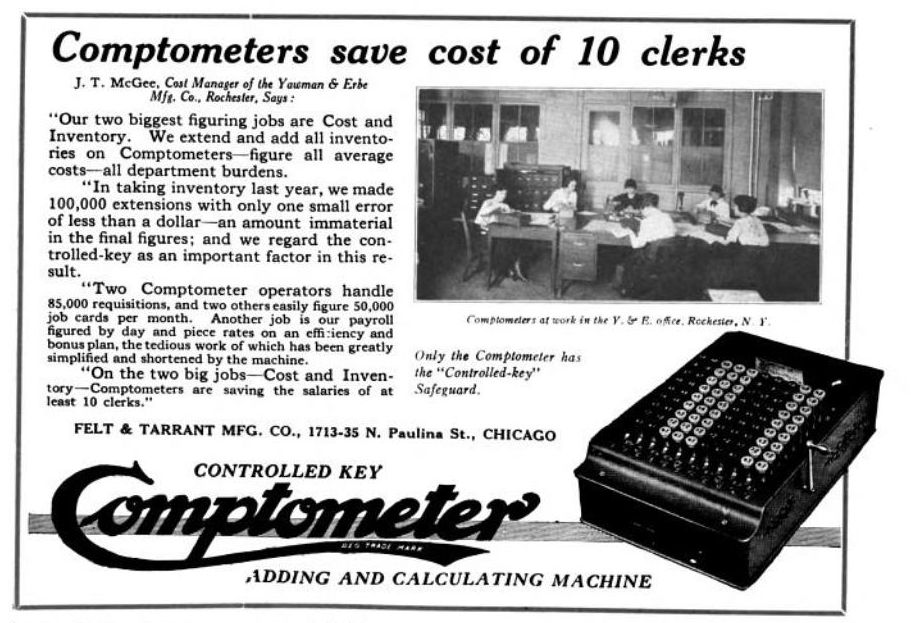 Comptometers save cost of 10 clerks
J. T. McGee, Cost Manager of the Yawman & Erbe
Mfg. Co., Rochester, Says:
"Our two biggest figuring jobs are Cost and
Inventory. We extend and add all invento-
ries on Comptometers—figure all average
costs—all department burdens.
"In taking inventory last year, we made
100,000 extensions with only one small error
of less than a dollar—an amount immaterial
in the final figures; and we regard the con-
trolled-key as an important factor in this re-
sult.
"Two Comptometer operators handle
85,000 requisitions, and two others easily figure 50,000
job cards per month. Another job is our payroll
figured by day and piece rates on an efficiency and
bonus plan, the tedious work of which has been greatly
simplified and shortened by the machine.
"On the two big jobs—Cost and Inven-
tory—Comptometers are saving the salaries of at
least 10 clerks."
Comptometers at work in the Y. & E. office, Rochester, N. Y.
Only the Comptometer has
the "Controlled-key"
Safeguard.
FELT & TARRANT MFG. CO., 1713-35 N. Paulina St., CHICAGO
CONTROLLED KEY
Comptometer
REG TRADE MARK
ADDING AND CALCULATING MACHINE